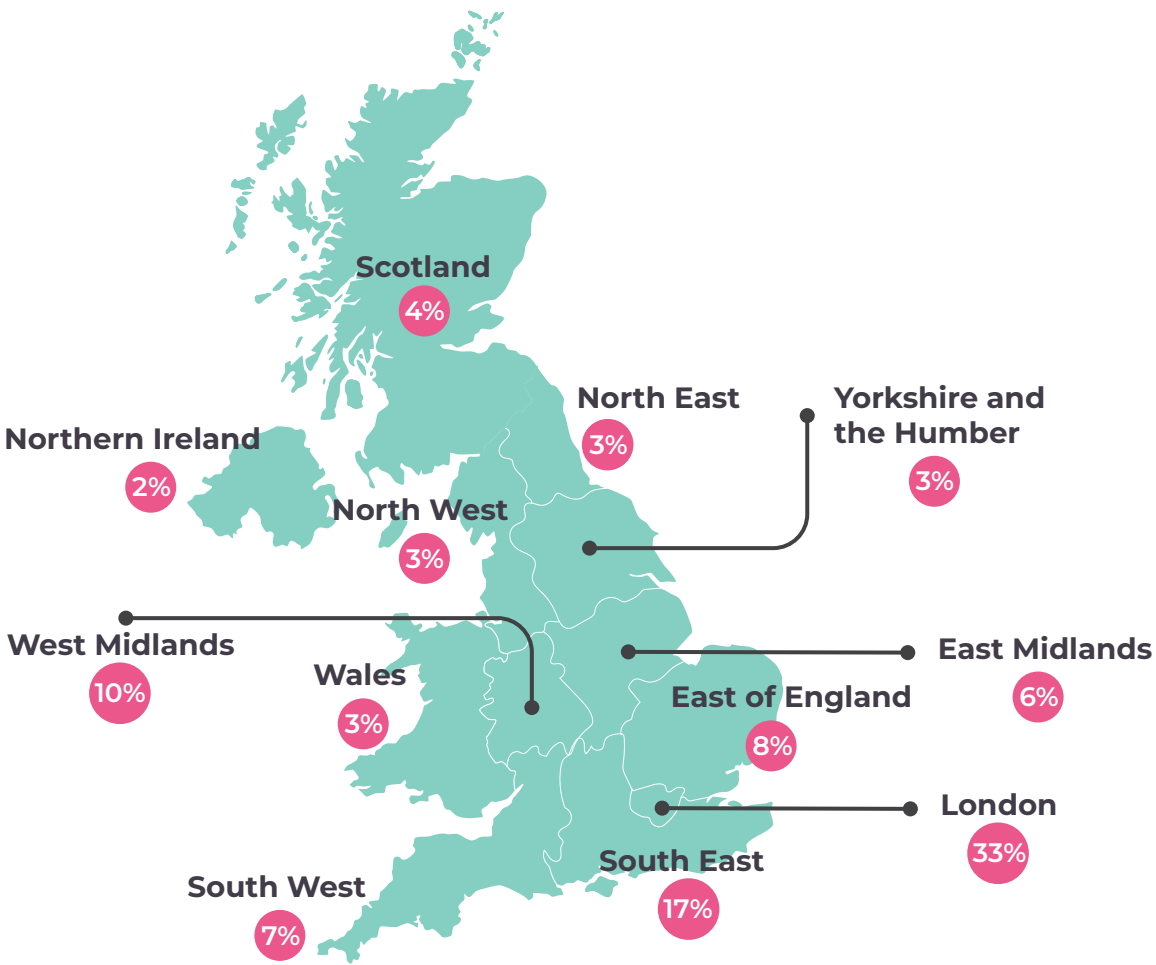 Scotland
4%
North East
3%
Yorkshire and
the Humber
3%
Northern Ireland
2%
North West
3%
West Midlands
10%
Wales
3%
East Midlands
6%
East of England
8%
London
33%
South East
17%
South West
7%